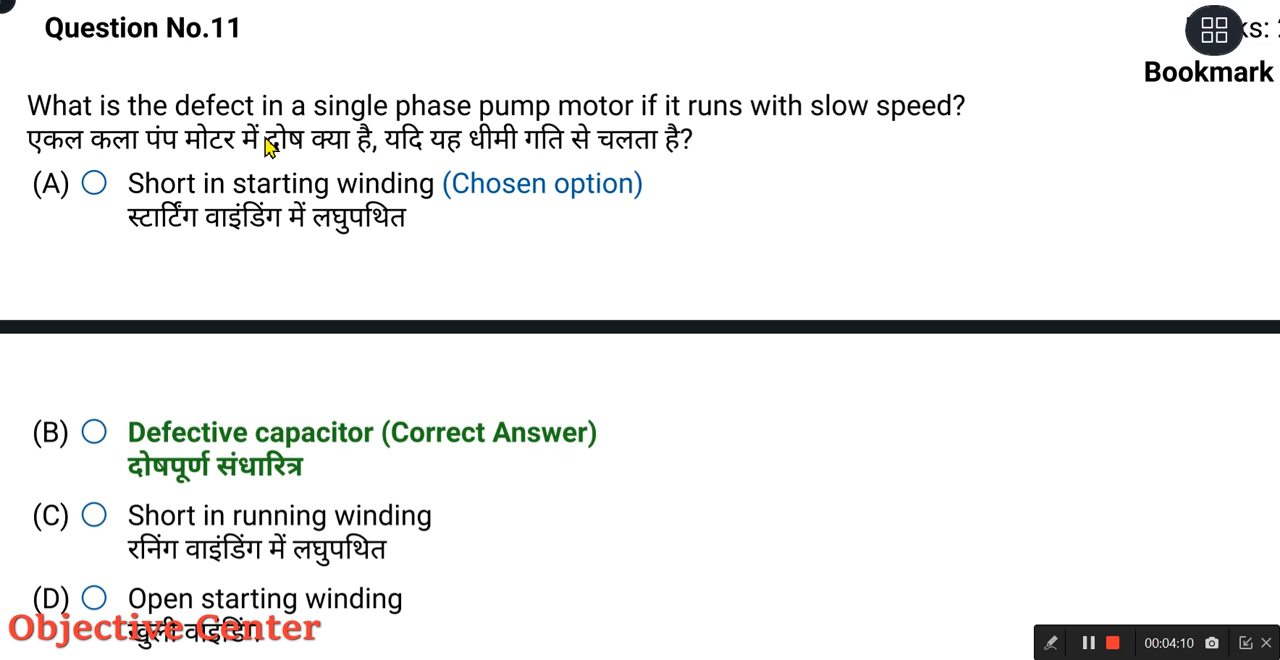 Question No.11
Bookmark
What is the defect in a single phase pump motor if it runs with slow speed?
एकल कला पंप मोटर में दोष क्या है, यदि यह धीमी गति से चलता है?
(A) Short in starting winding (Chosen option)
स्टार्टिंग वाइंडिंग में लघुपथित
(B) Defective capacitor (Correct Answer)
दोषपूर्ण संधारित्र
(C) Short in running winding
रनिंग वाइंडिंग में लघुपथित
(D) Open starting winding
Objective Center
खुली वाइंडिंग
00:04:10